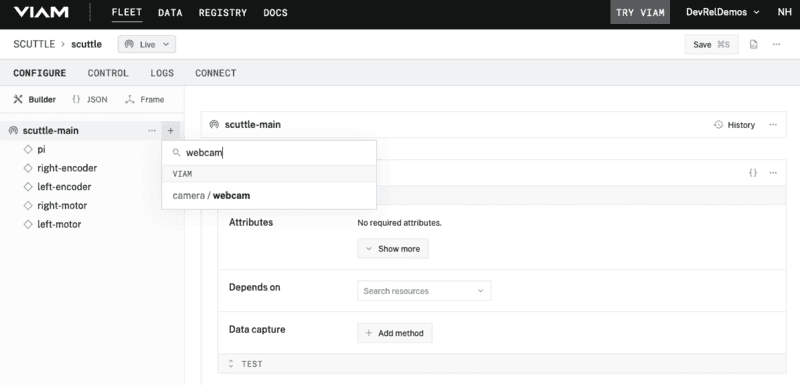 VIAM FLEET DATA REGISTRY DOCS TRY VIAM DevRelDemos NH
SCUTTLE > scuttle Live Save ⌘S ...
CONFIGURE CONTROL LOGS CONNECT
Builder {} JSON Frame
scuttle-main ... +
pi
right-encoder
left-encoder
right-motor
left-motor
webcam
VIAM
camera / webcam
scuttle-main History ...
{} ...
Attributes No required attributes.
Show more
Depends on Search resources
Data capture + Add method
TEST